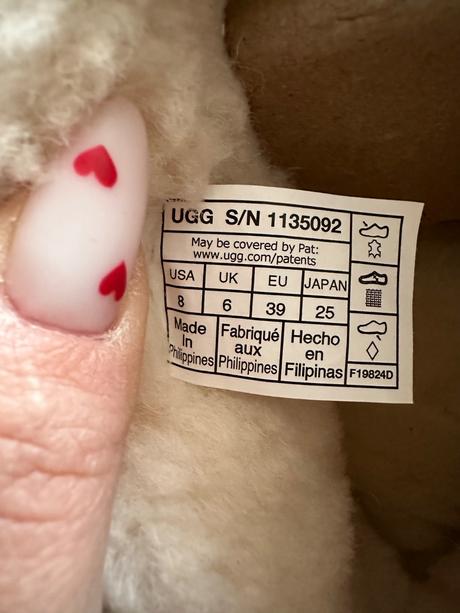 UGG S/N 1135092
May be covered by Pat:
www.ugg.com/patents
USA UK EU JAPAN
8 6 39 25
Made In Philippines
Fabriqué aux Philippines
Hecho en Filipinas
F19824D